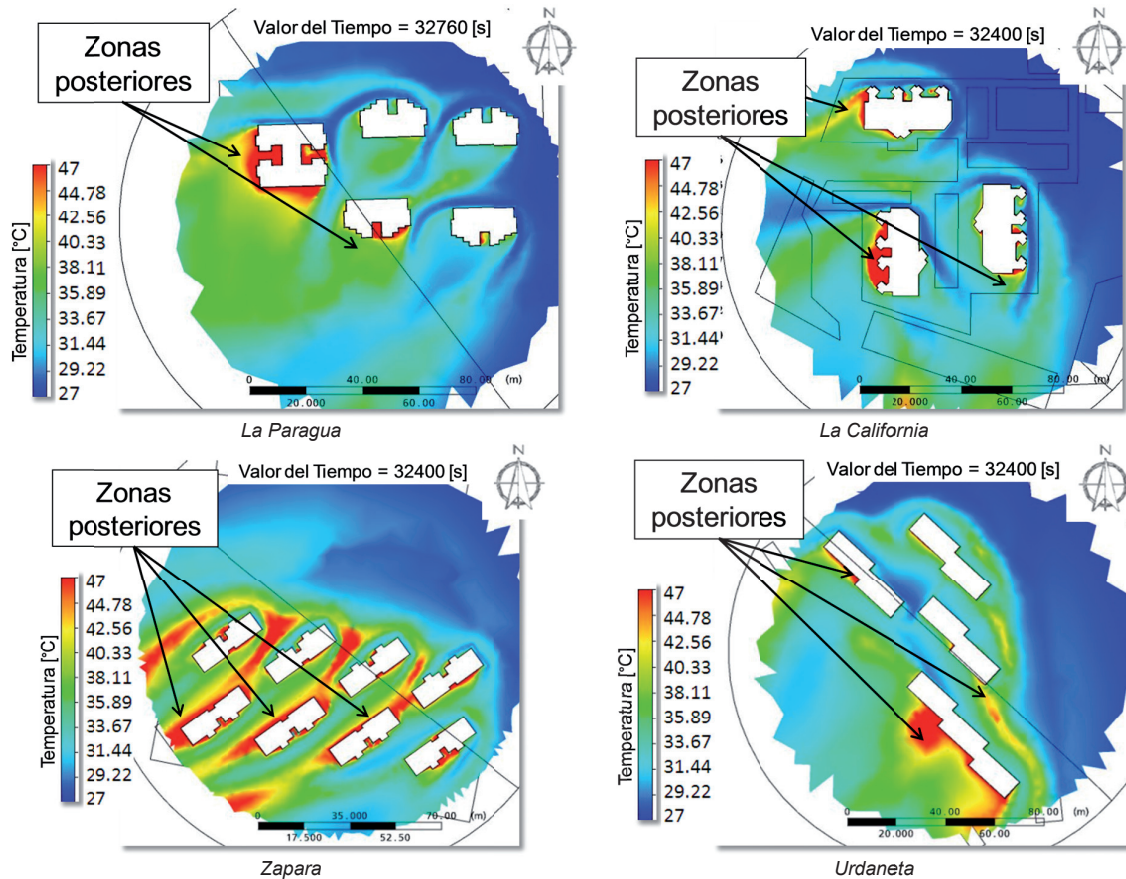 Valor del Tiempo = 32760 [s]
N
Zonas
posteriores
Temperatura [°C]
47
44.78
42.56
40.33
38.11
35.89
33.67
31.44
29.22
27
0 40.00 80.00 (m)
20.000 60.00
La Paragua
Valor del Tiempo = 32400 [s]
N
Zonas
posteriores
Temperatura [°C]
47
44.78
42.56
40.33
38.11
35.89
33.67
31.44
29.22
27
0 40.00 80.00 (m)
20.000 60.00
La California
Valor del Tiempo = 32400 [s]
N
Zonas
posteriores
Temperatura [°C]
47
44.78
42.56
40.33
38.11
35.89
33.67
31.44
29.22
27
0 35.000 70.00 (m)
17.500 52.50
Zapara
Valor del Tiempo = 32400 [s]
N
Zonas
posteriores
Temperatura [°C]
47
44.78
42.56
40.33
38.11
35.89
33.67
31.44
29.22
27
0 40.00 80.00 (m)
20.000 60.00
Urdaneta